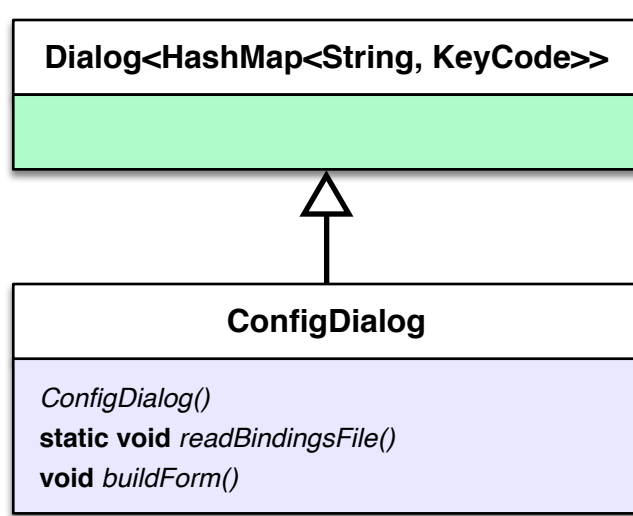 Dialog<HashMap<String, KeyCode>>
ConfigDialog
ConfigDialog()
static void readBindingsFile()
void buildForm()